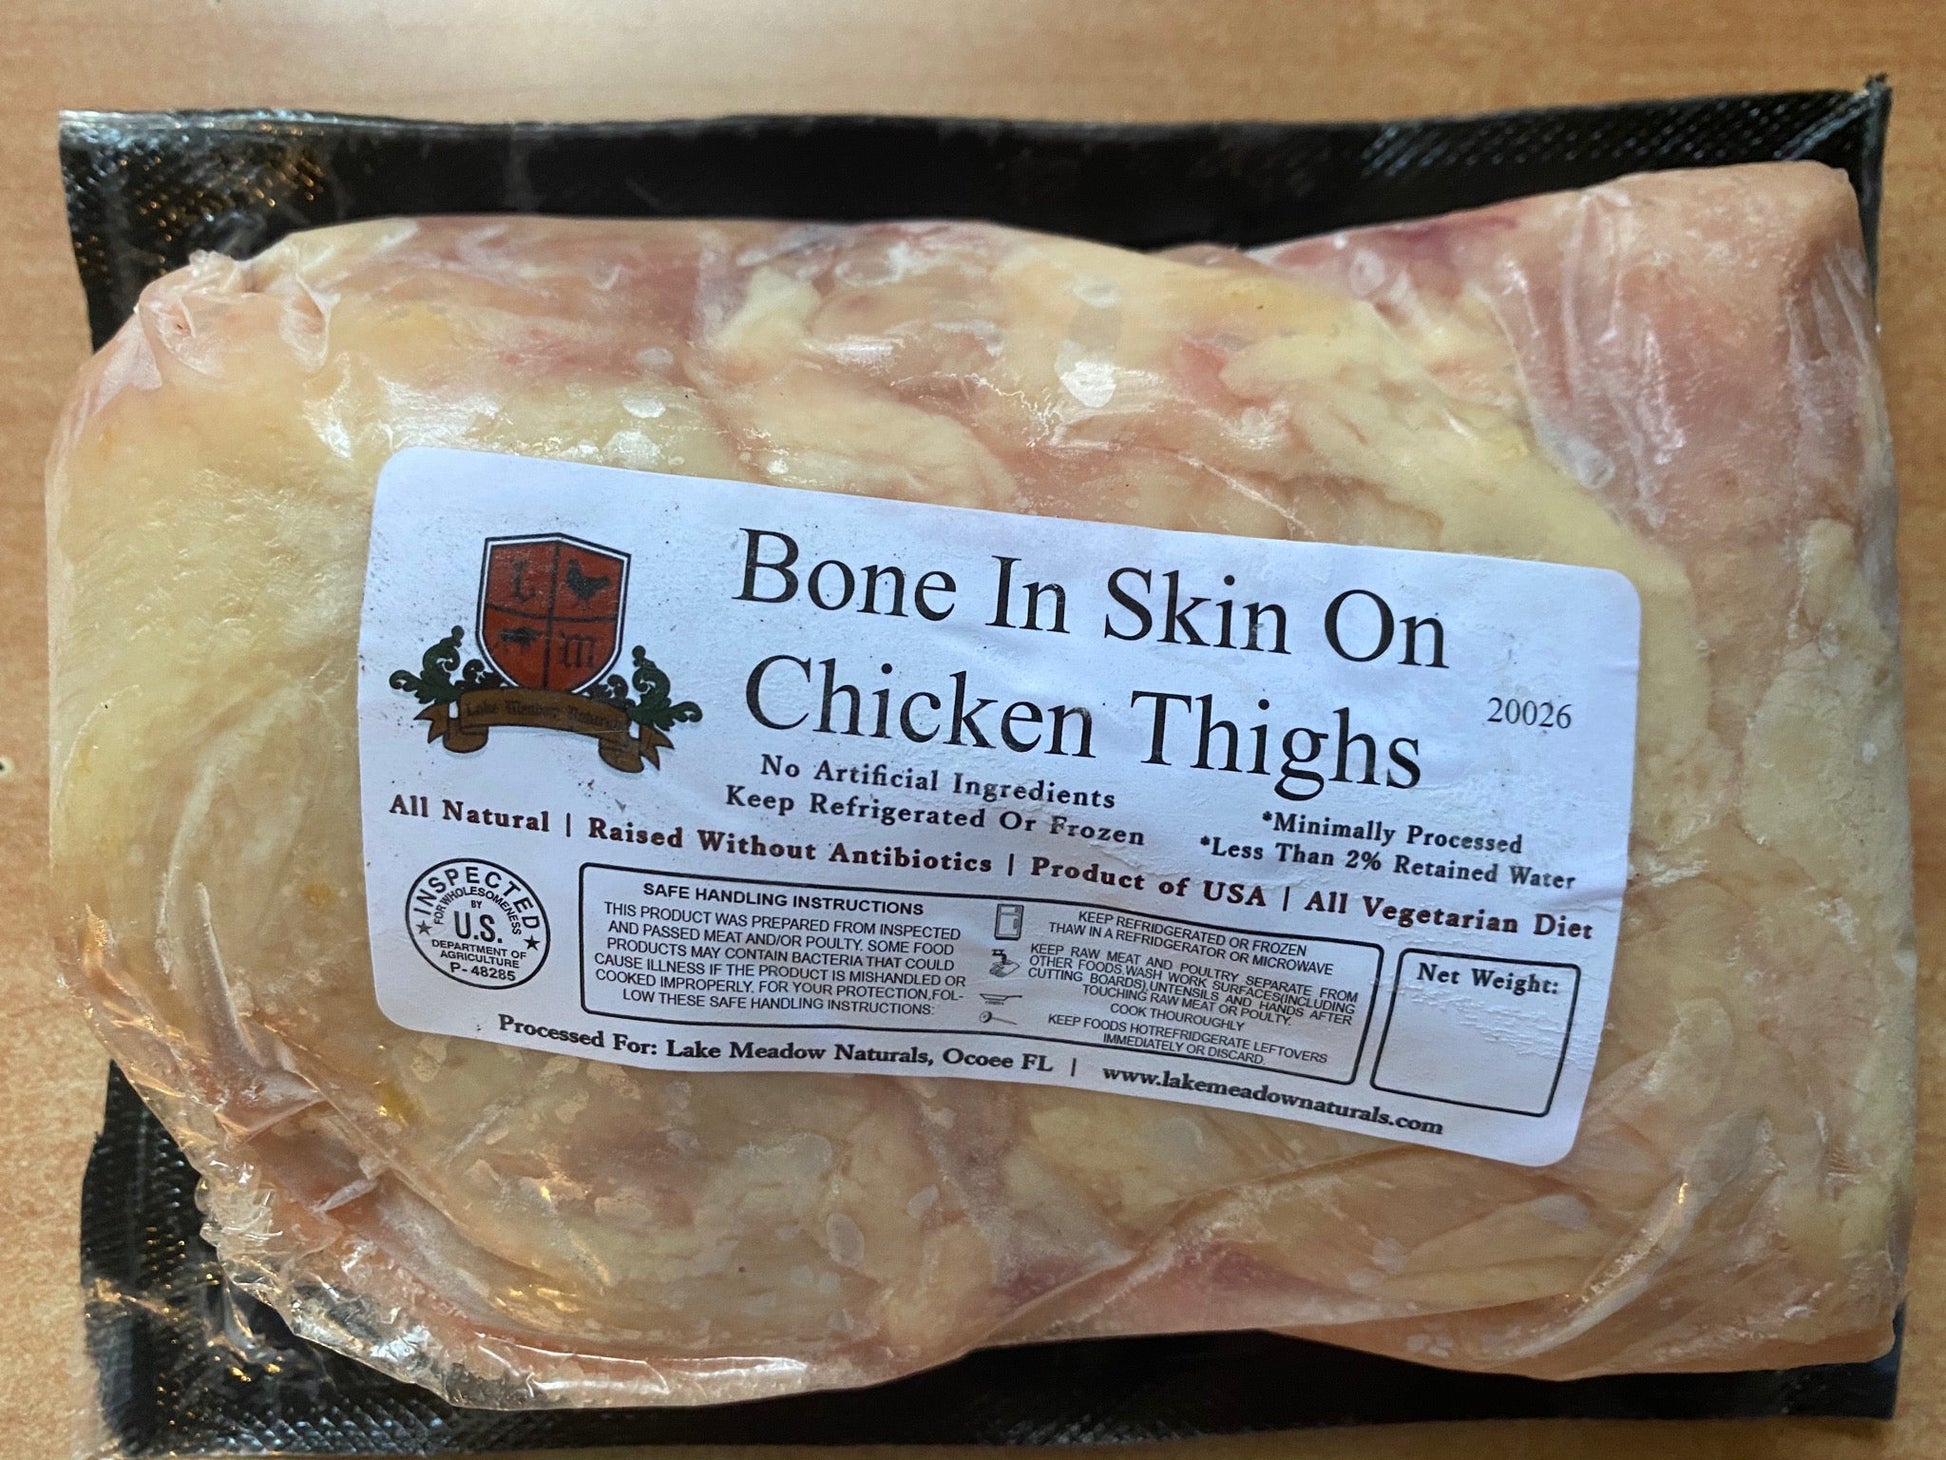 L
M
Lake Meadow Naturals
Bone In Skin On
Chicken Thighs
20026
No Artificial Ingredients
Keep Refrigerated Or Frozen
*Minimally Processed
*Less Than 2% Retained Water
All Natural | Raised Without Antibiotics | Product of USA | All Vegetarian Diet
INSPECTED
FOR WHOLESOMENESS
BY
U.S.
DEPARTMENT OF
AGRICULTURE
P-48285
SAFE HANDLING INSTRUCTIONS
THIS PRODUCT WAS PREPARED FROM INSPECTED
AND PASSED MEAT AND/OR POULTY. SOME FOOD
PRODUCTS MAY CONTAIN BACTERIA THAT COULD
CAUSE ILLNESS IF THE PRODUCT IS MISHANDLED OR
COOKED IMPROPERLY. FOR YOUR PROTECTION,FOL-
LOW THESE SAFE HANDLING INSTRUCTIONS:
KEEP REFRIDGERATED OR FROZEN
THAW IN A REFRIDGERATOR OR MICROWAVE
KEEP RAW MEAT AND POULTRY SEPARATE FROM
OTHER FOODS.WASH WORK SURFACES(INCLUDING
CUTTING BOARDS),UNTENSILS AND HANDS AFTER
TOUCHING RAW MEAT OR POULTY.
COOK THOUROUGHLY
KEEP FOODS HOTREFRIDGERATE LEFTOVERS
IMMEDIATELY OR DISCARD.
Net Weight:
Processed For: Lake Meadow Naturals, Ocoee FL | www.lakemeadownaturals.com